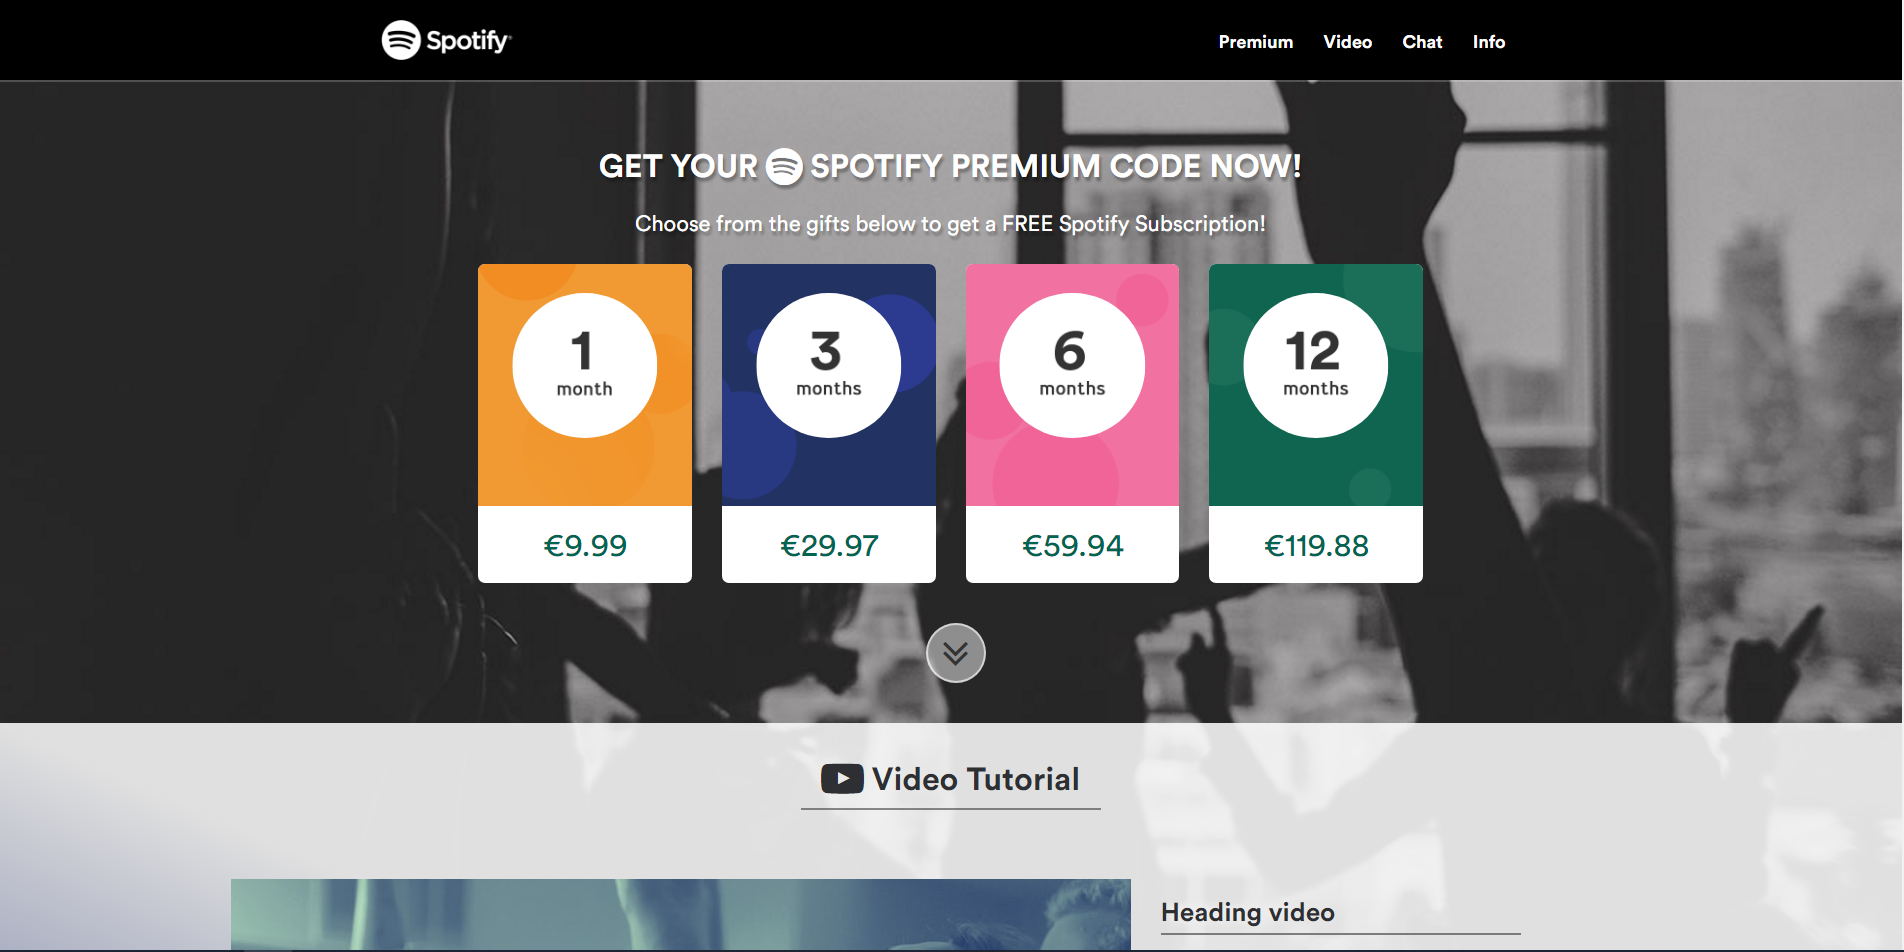 Spotify
Premium Video Chat Info
GET YOUR SPOTIFY PREMIUM CODE NOW!
Choose from the gifts below to get a FREE Spotify Subscription!
1
month
3
months
6
months
12
months
€9.99
€29.97
€59.94
€119.88
Video Tutorial
Heading video